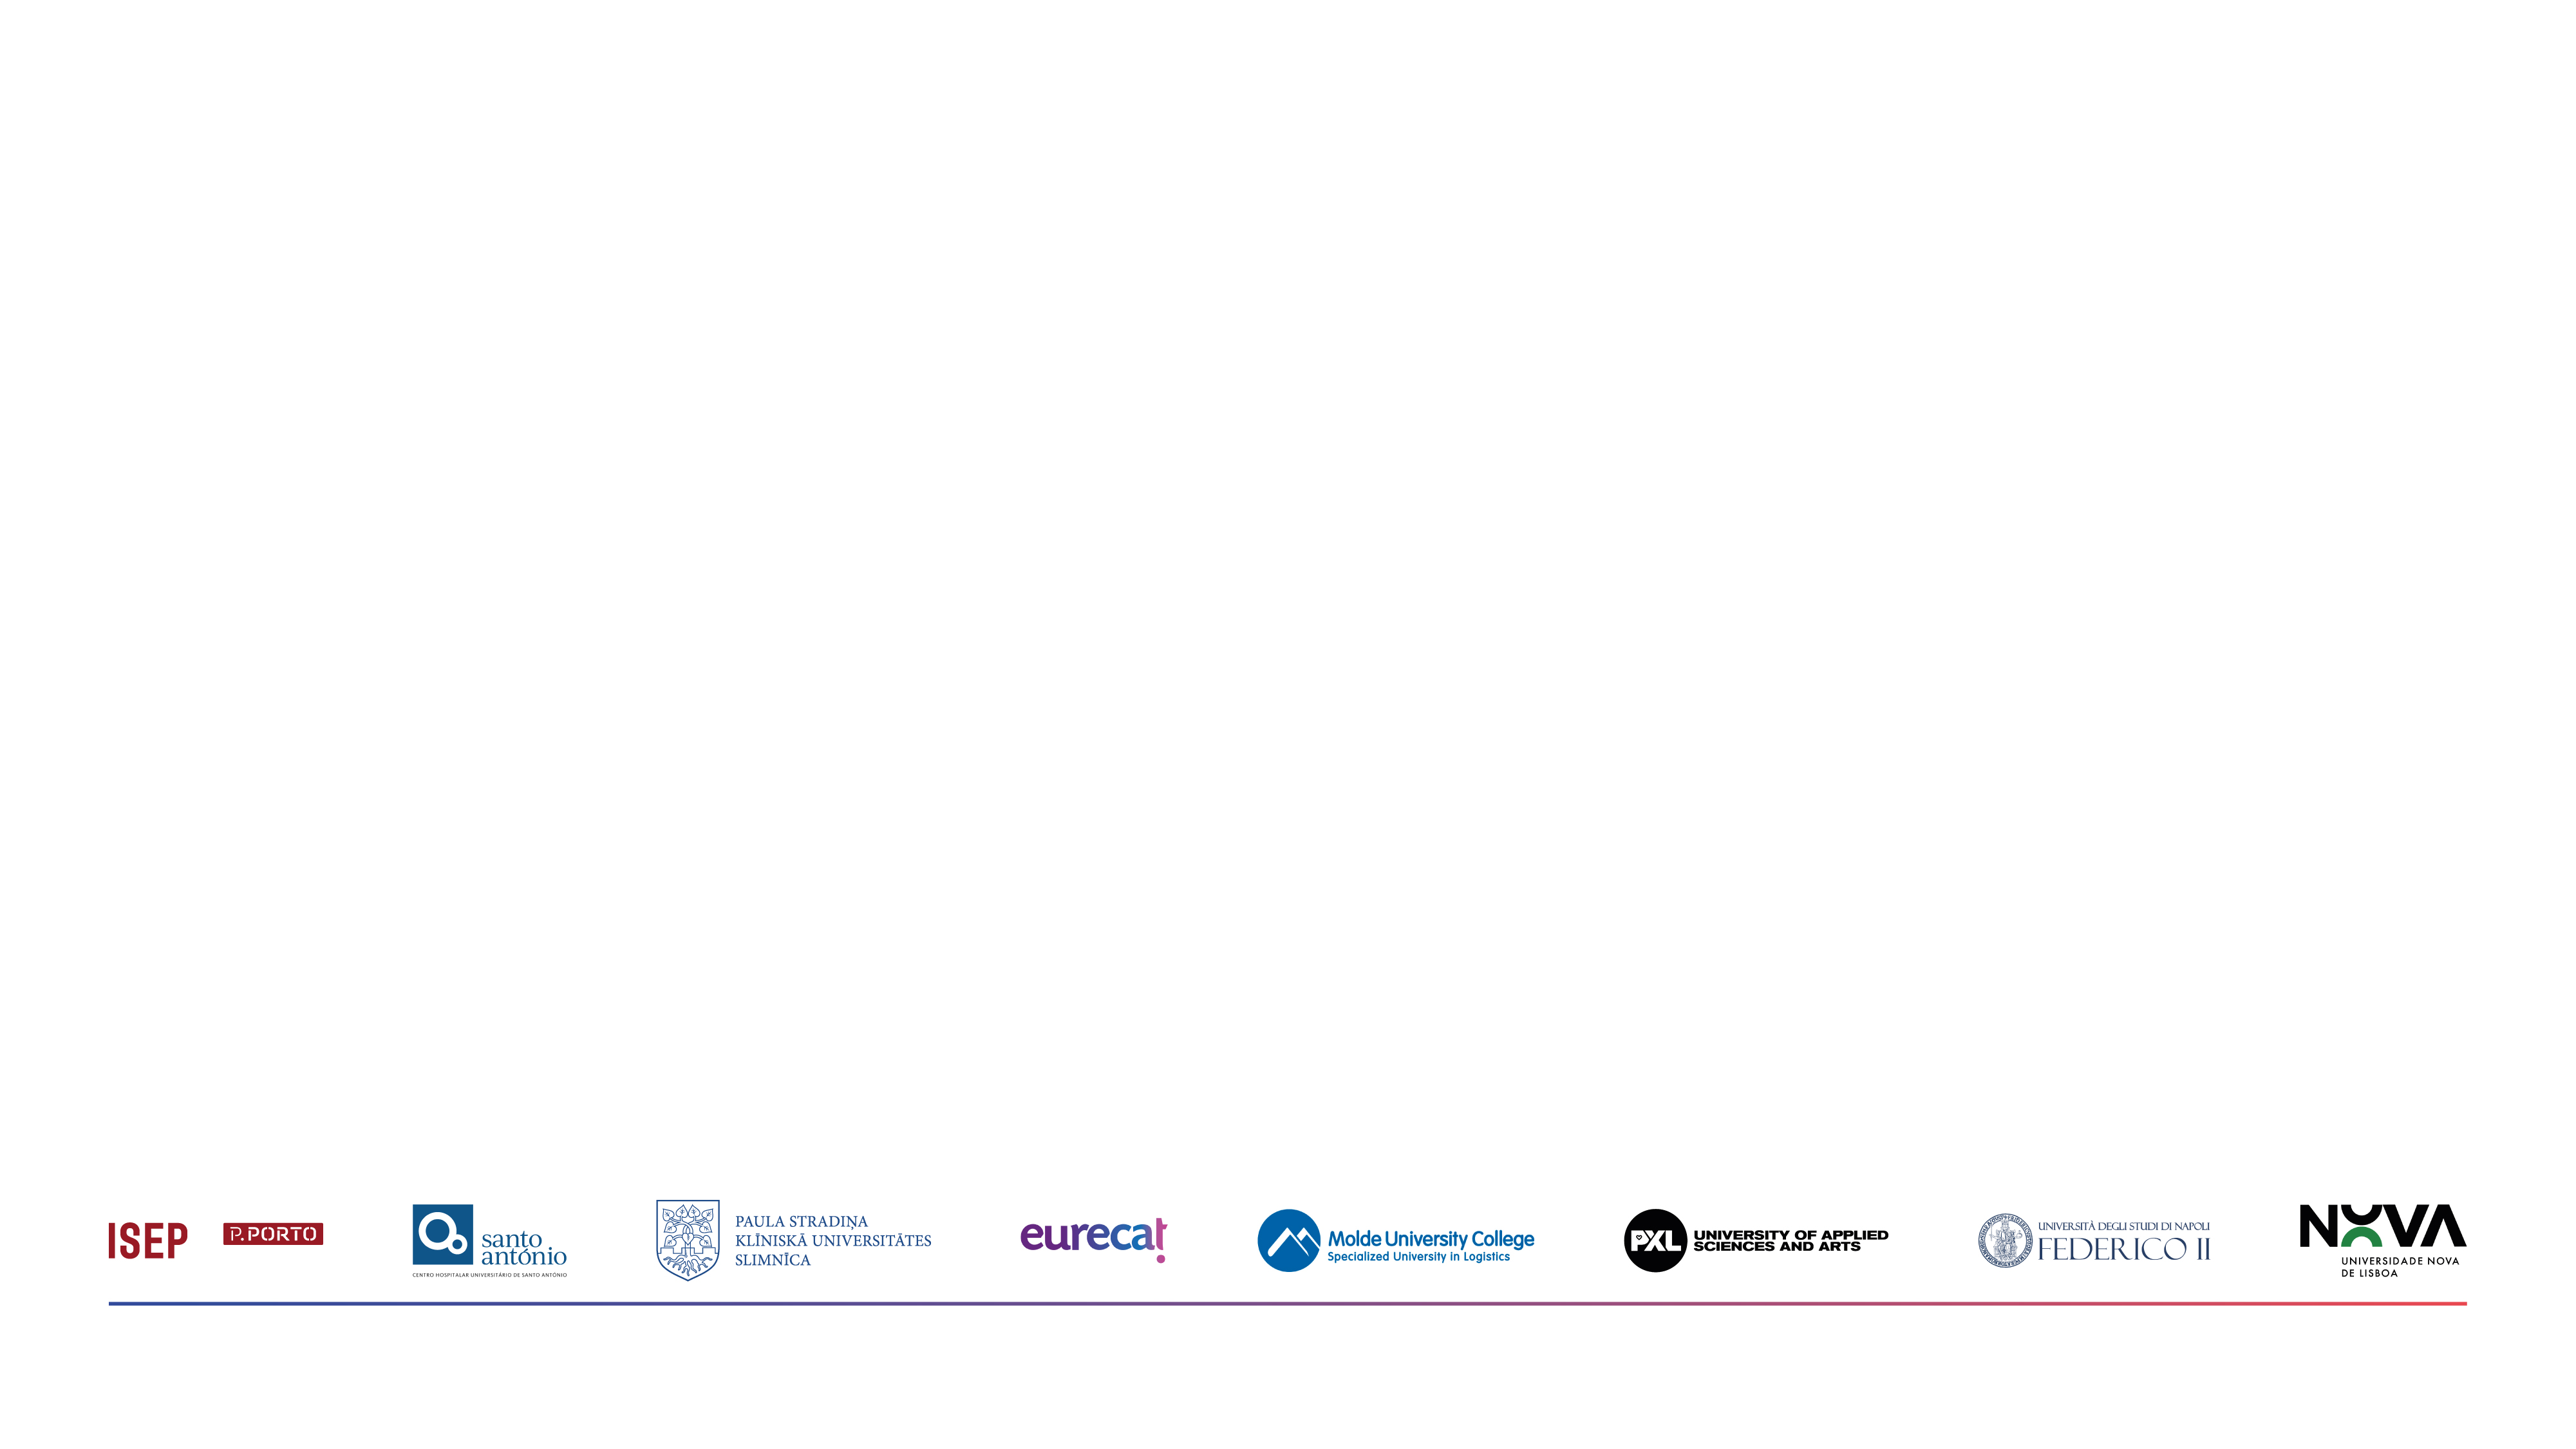 ISEP
P.PORTO
santo
antónio
CENTRO HOSPITALAR UNIVERSITÁRIO DE SANTO ANTÓNIO
PAULA STRADIŅA
KLĪNISKĀ UNIVERSITĀTES
SLIMNĪCA
eurecat
Molde University College
Specialized University in Logistics
PXL
UNIVERSITY OF APPLIED
SCIENCES AND ARTS
UNIVERSITÀ DEGLI STUDI DI NAPOLI
FEDERICO II
NOVA
UNIVERSIDADE NOVA
DE LISBOA